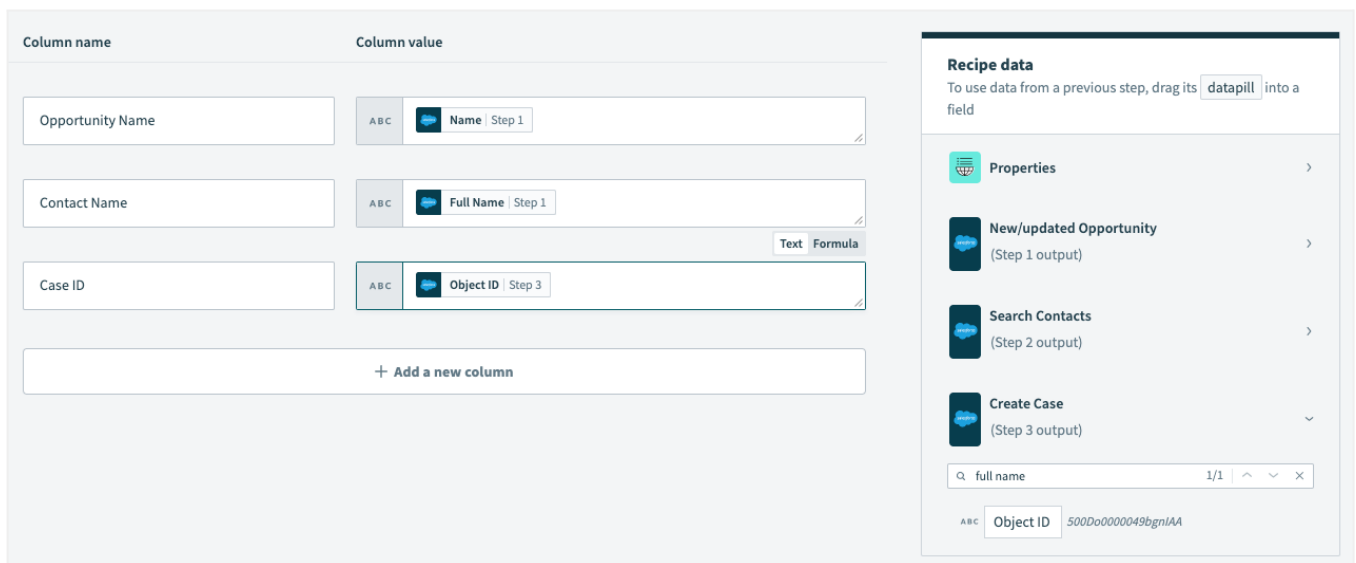 Column name
Column value
Opportunity Name
ABC
Name | Step 1
Contact Name
ABC
Full Name | Step 1
Text Formula
Case ID
ABC
Object ID | Step 3
+ Add a new column
Recipe data
To use data from a previous step, drag its datapill into a
field
Properties
New/updated Opportunity
(Step 1 output)
Search Contacts
(Step 2 output)
Create Case
(Step 3 output)
full name 1/1
ABC Object ID 500Do0000049bgnIAA